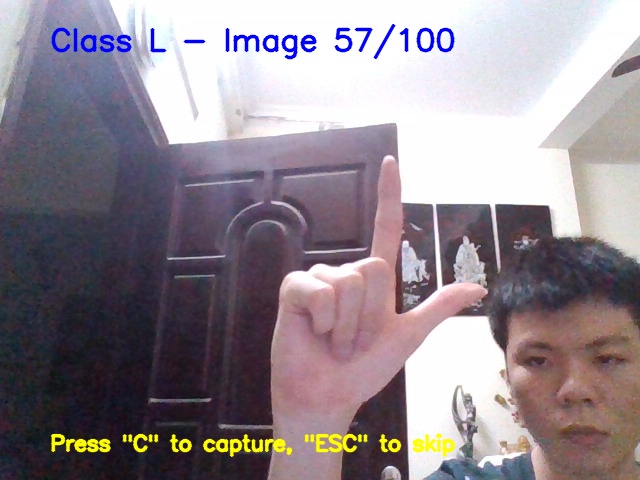 Class L - Image 57/100
Press "C" to capture, "ESC" to skip